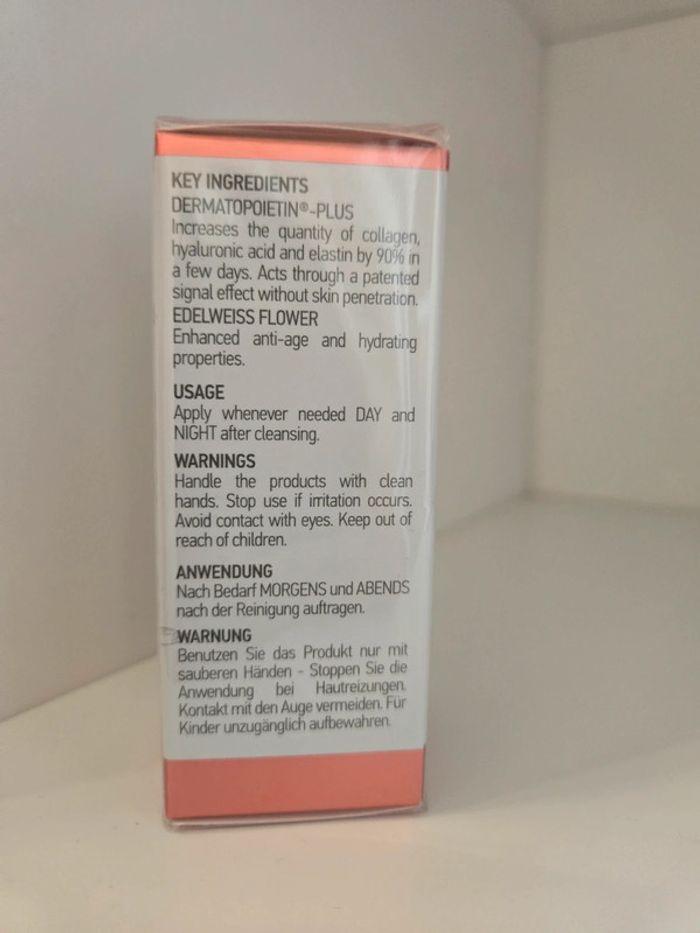 KEY INGREDIENTS
DERMATOPOIETIN®-PLUS
Increases the quantity of collagen,
hyaluronic acid and elastin by 90% in
a few days. Acts through a patented
signal effect without skin penetration.
EDELWEISS FLOWER
Enhanced anti-age and hydrating
properties.
USAGE
Apply whenever needed DAY and
NIGHT after cleansing.
WARNINGS
Handle the products with clean
hands. Stop use if irritation occurs.
Avoid contact with eyes. Keep out of
reach of children.
ANWENDUNG
Nach Bedarf MORGENS und ABENDS
nach der Reinigung auftragen.
WARNUNG
Benutzen Sie das Produkt nur mit
sauberen Händen - Stoppen Sie die
Anwendung bei Hautreizungen.
Kontakt mit den Auge vermeiden. Für
Kinder unzugänglich aufbewahren.